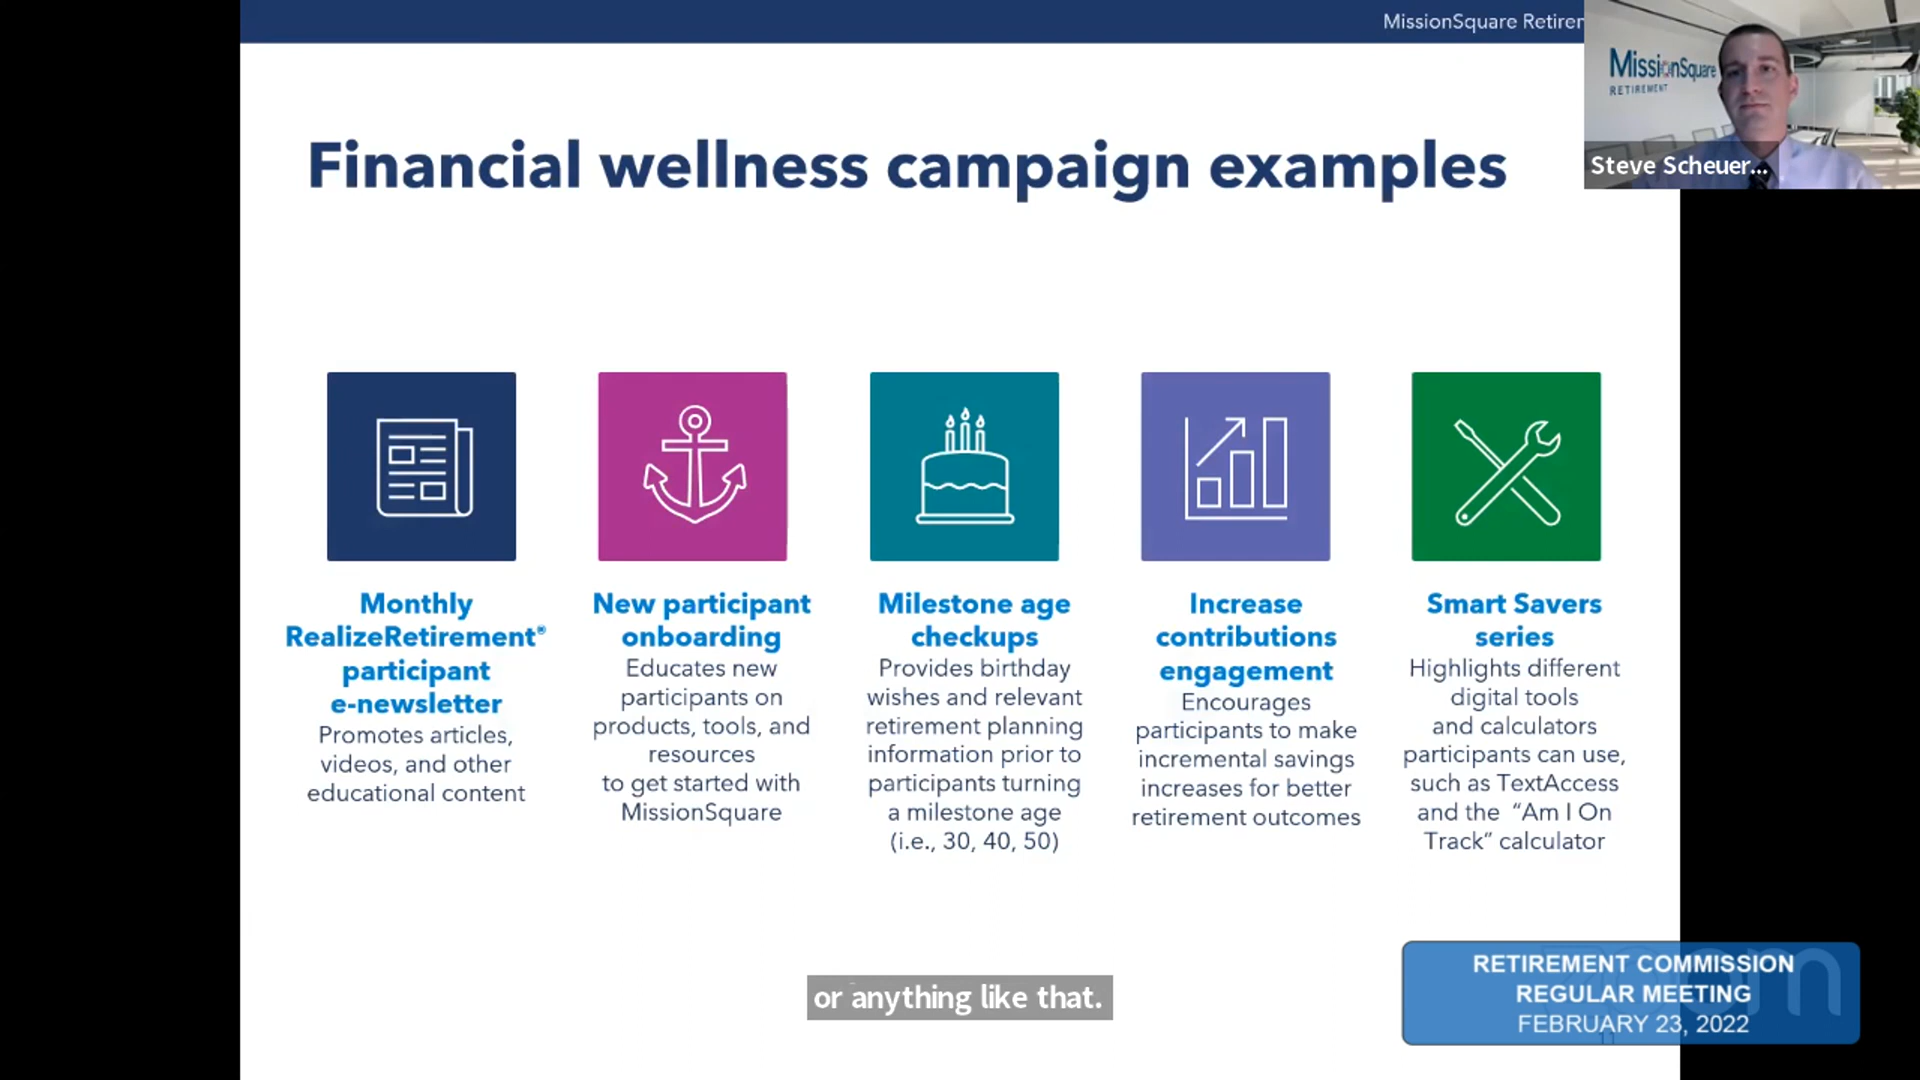 MissionSquare Retirem
MissionSquare
RETIREMENT
Steve Scheuer...
Financial wellness campaign examples
Monthly
RealizeRetirement®
participant
e-newsletter
Promotes articles,
videos, and other
educational content
New participant
onboarding
Educates new
participants on
products, tools, and
resources
to get started with
MissionSquare
Milestone age
checkups
Provides birthday
wishes and relevant
retirement planning
information prior to
participants turning
a milestone age
(i.e., 30, 40, 50)
Increase
contributions
engagement
Encourages
participants to make
incremental savings
increases for better
retirement outcomes
Smart Savers
series
Highlights different
digital tools
and calculators
participants can use,
such as TextAccess
and the “Am I On
Track” calculator
or anything like that.
zoom
RETIREMENT COMMISSION
REGULAR MEETING
FEBRUARY 23, 2022
11